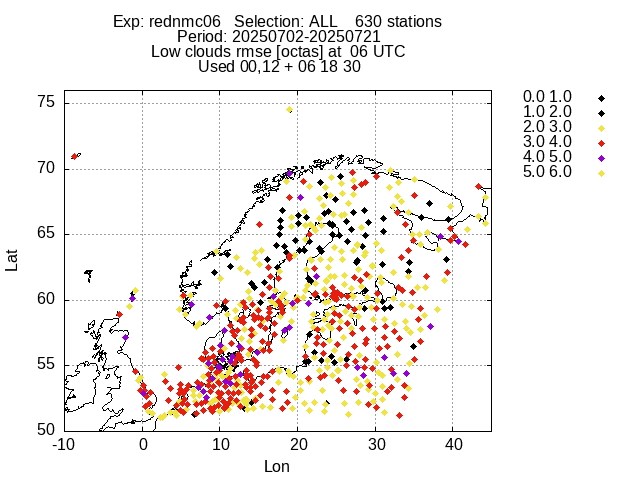 Exp: rednmc06   Selection: ALL    630 stations
Period: 20250702-20250721
Low clouds rmse [octas] at  06 UTC
Used 00,12 + 06 18 30
0.0 1.0
1.0 2.0
2.0 3.0
3.0 4.0
4.0 5.0
5.0 6.0
75
70
65
60
55
50
Lat
-10 0 10 20 30 40
Lon